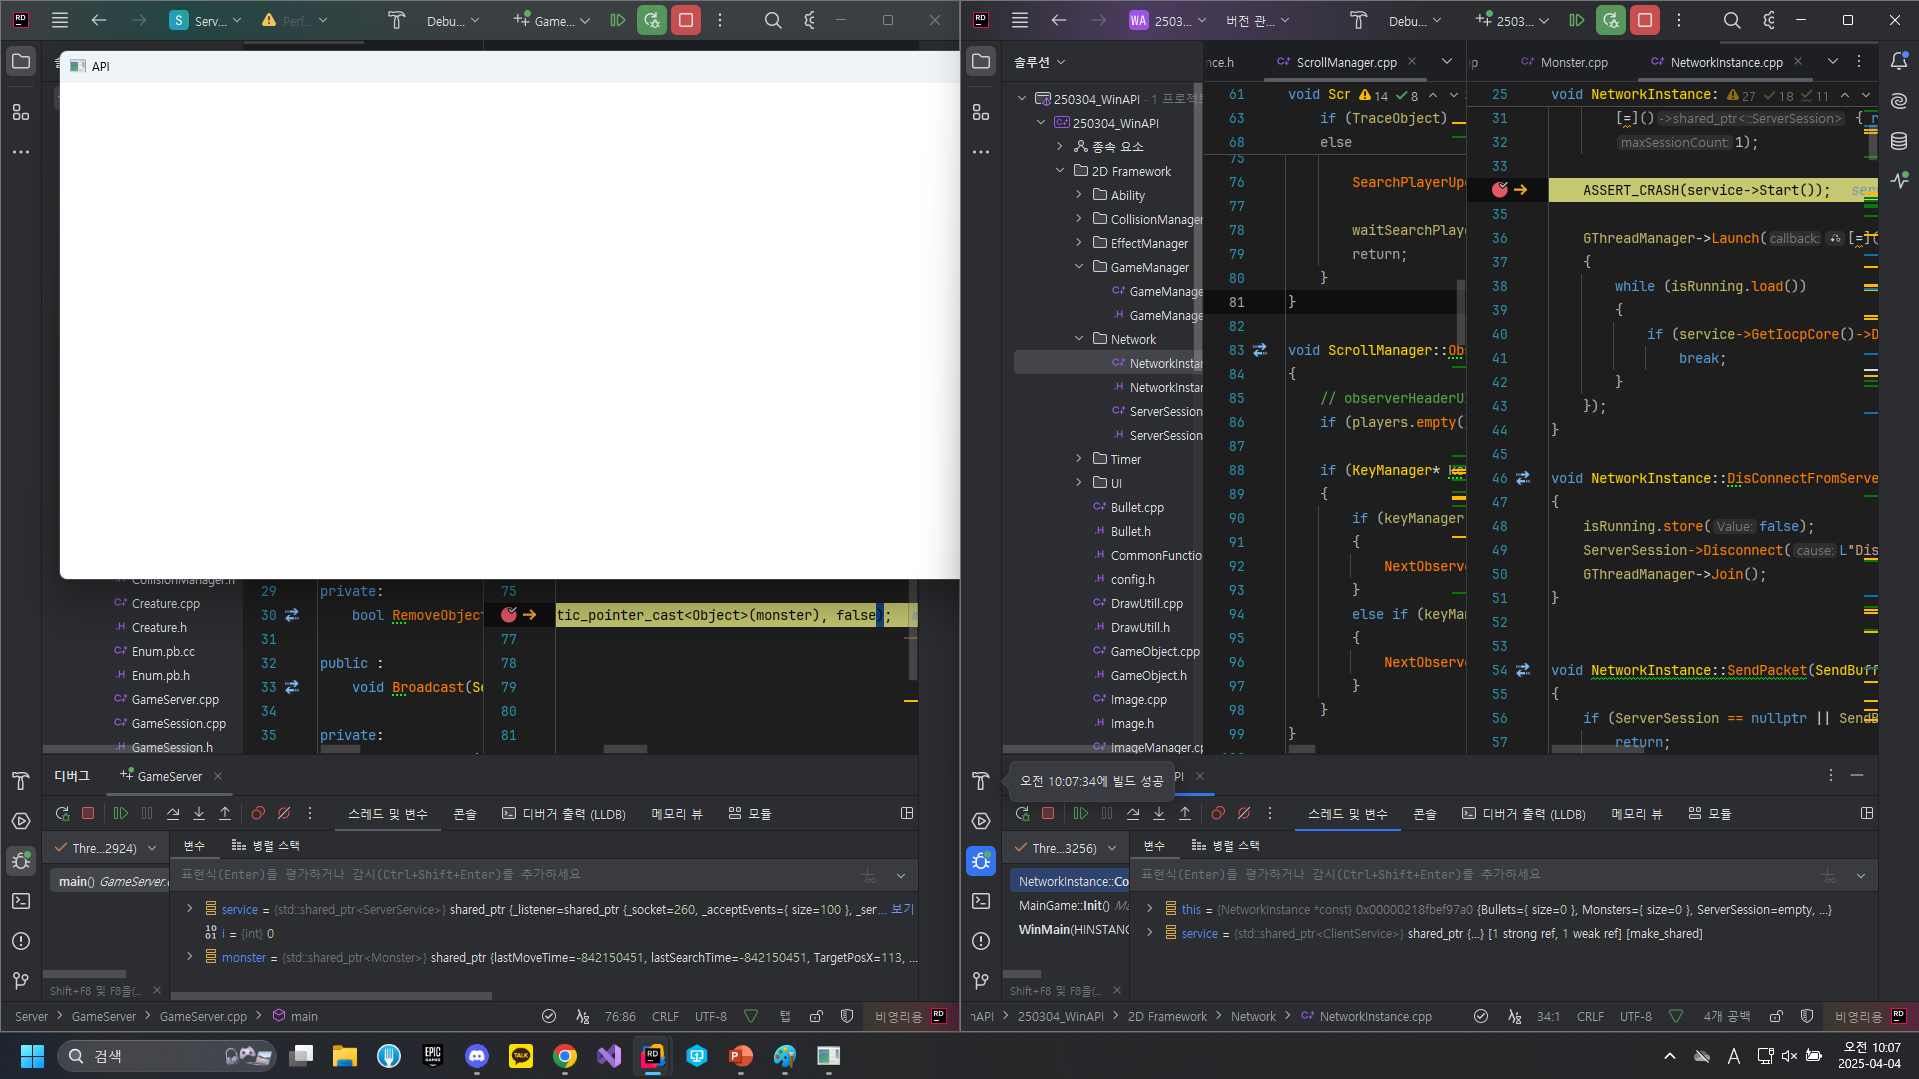 Serv...
Perf...
Debu...
Game...
API
CollisionManager.h
Creature.cpp
Creature.h
Enum.pb.cc
Enum.pb.h
GameServer.cpp
GameSession.cpp
GameSession.h
29 private:
30 bool RemoveObject
31
32 public :
33 void Broadcast(Se
34
35 private:
75
tic_pointer_cast<Object>(monster), false);
77
78
79
80
81
디버그
GameServer
스레드 및 변수
콘솔
디버거 출력 (LLDB)
메모리 뷰
모듈
Thre...2924)
변수
병렬 스택
main() GameServer.c
표현식(Enter)을 평가하거나 감시(Ctrl+Shift+Enter)를 추가하세요
service = {std::shared_ptr<ServerService>} shared_ptr {_listener=shared_ptr {_socket=260, _acceptEvents={ size=100 }, _ser... 보기
i = {int} 0
monster = {std::shared_ptr<Monster>} shared_ptr {lastMoveTime=-842150451, lastSearchTime=-842150451, TargetPosX=113, ...
Shift+F8 및 F8을(...
Server > GameServer > GameServer.cpp > main
76:86 CRLF UTF-8 탭 비영리용
WA 2503...
버전 관...
Debu...
2503...
솔루션
250304_WinAPI · 1 프로젝트
250304_WinAPI
종속 요소
2D Framework
Ability
CollisionManager
EffectManager
GameManager
GameManage
GameManage
Network
NetworkInstan
NetworkInstan
ServerSession
ServerSession
Timer
UI
Bullet.cpp
Bullet.h
CommonFunctio
config.h
DrawUtill.cpp
DrawUtill.h
GameObject.cpp
GameObject.h
Image.cpp
Image.h
ImageManager.cp
nce.h
ScrollManager.cpp
61 void Scr 14 8
63 if (TraceObject)
68 else
75
76 SearchPlayerUp
77
78 waitSearchPlaye
79 return;
80 }
81 }
82
83 void ScrollManager::Obs
84 {
85 // observerHeaderU
86 if (players.empty(
87
88 if (KeyManager*
89 {
90 if (keyManager
91 {
92 NextObserve
93 }
94 else if (keyMa
95 {
96 NextObserve
97 }
98 }
99 }
Monster.cpp
NetworkInstance.cpp
25 void NetworkInstance: 27 18 11
31 [=]() ->shared_ptr<::ServerSession> { r
32 maxSessionCount: 1);
33
ASSERT_CRASH(service->Start());
35
36 GThreadManager->Launch( callback: [=]()
37 {
38 while (isRunning.load())
39 {
40 if (service->GetIocpCore()->D
41 break;
42 }
43 });
44 }
45
46 void NetworkInstance::DisConnectFromServe
47 {
48 isRunning.store( Value: false);
49 ServerSession->Disconnect( cause: L"Dis
50 GThreadManager->Join();
51 }
52
53
54 void NetworkInstance::SendPacket(SendBuff
55 {
56 if (ServerSession == nullptr || SendB
57 return;
오전 10:07:34에 빌드 성공
PI
스레드 및 변수
콘솔
디버거 출력 (LLDB)
메모리 뷰
모듈
Thre...3256)
변수
병렬 스택
NetworkInstance::Co
MainGame::Init() Ma
WinMain(HINSTANC
표현식(Enter)을 평가하거나 감시(Ctrl+Shift+Enter)를 추가하세요
this = {NetworkInstance *const} 0x00000218fbef97a0 {Bullets={ size=0 }, Monsters={ size=0 }, ServerSession=empty, ...}
service = {std::shared_ptr<ClientService>} shared_ptr {...} [1 strong ref, 1 weak ref] [make_shared]
Shift+F8 및 F8을(...
nAPI > 250304_WinAPI > 2D Framework > Network > NetworkInstance.cpp
34:1 CRLF UTF-8 4개 공백 비영리용
검색
A
오전 10:07
2025-04-04